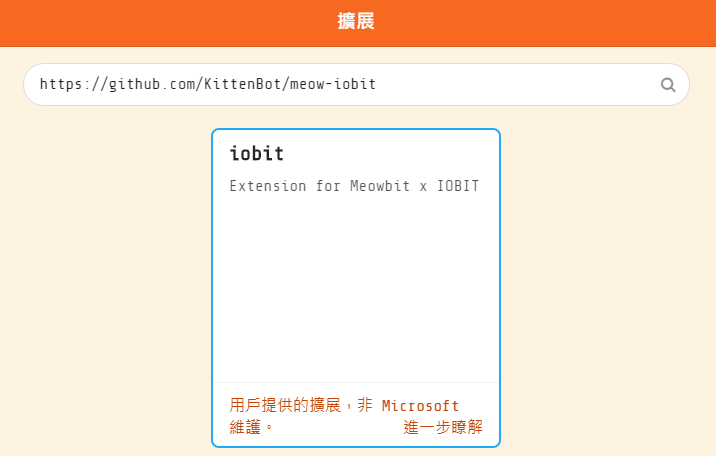 擴展
https://github.com/KittenBot/meow-iobit
iobit
Extension for Meowbit x IOBIT
用戶提供的擴展，非 Microsoft
維護。 進一步瞭解